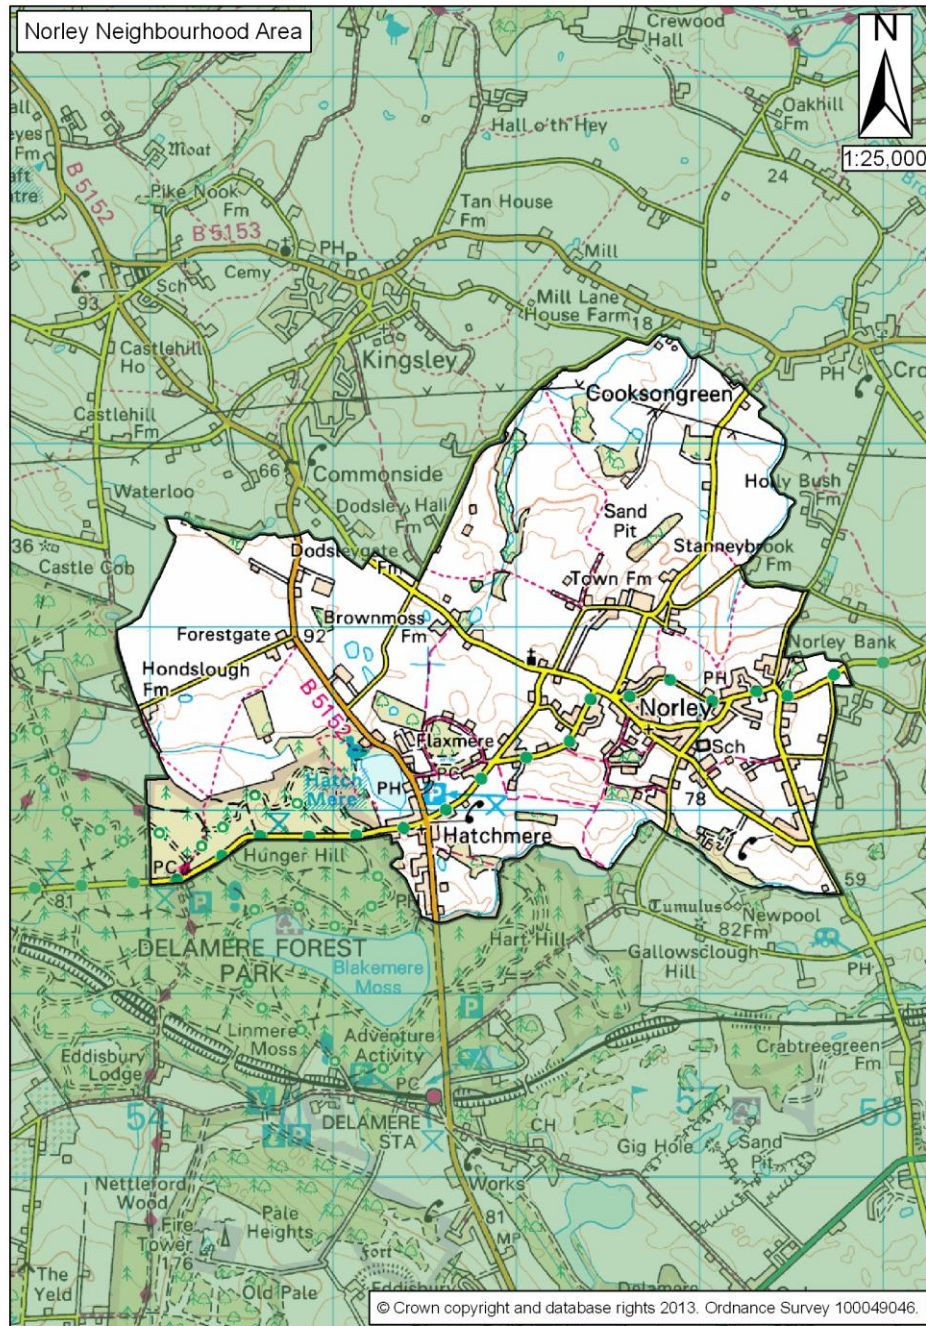 Norley Neighbourhood Area
N
1:25,000
Crewood
Hall
Oakhill
Fm
Hall o'th Hey
24
Moat
Fm
B 5152
Pike Nook
Fm
B 5153
PH
P
Tan House
Fm
Mill
Cemy
Sch
93
Mill Lane
House Farm
18
Castlehill
Ho
Kingsley
PH
Cooksongreen
Castlehill
Fm
66
Commonside
Waterloo
Dodsley Hall
Fm
Holly Bush
Fm
Sand
Pit
36
Castle Cob
Dodsleygate
Fm
Stanneybrook
Fm
Town Fm
Brownmoss
Fm
Forestgate
92
Norley Bank
Hondslough
Fm
B 5152
PH
Norley
Flaxmere
Sch
PC
Hatch
Mere
PH
P
78
Hatchmere
Hunger Hill
PC
59
81
P
PH
Tumulus
Newpool
Fm
82
Hart Hill
Gallowsclough
Hill
PH
DELAMERE FOREST
PARK
Blakemere
Moss
P
Linmere
Moss
Adventure
Activity
Crabtreegreen
Fm
Eddisbury
Lodge
PC
54
57
58
DELAMERE
STA
CH
Gig Hole
Sand
Pit
Nettleford
Wood
Works
Pale
Heights
81
MP
Fire
Tower
176
Fort
The
Yeld
Old Pale
Eddisbury
Delamere
© Crown copyright and database rights 2013. Ordnance Survey 100049046.